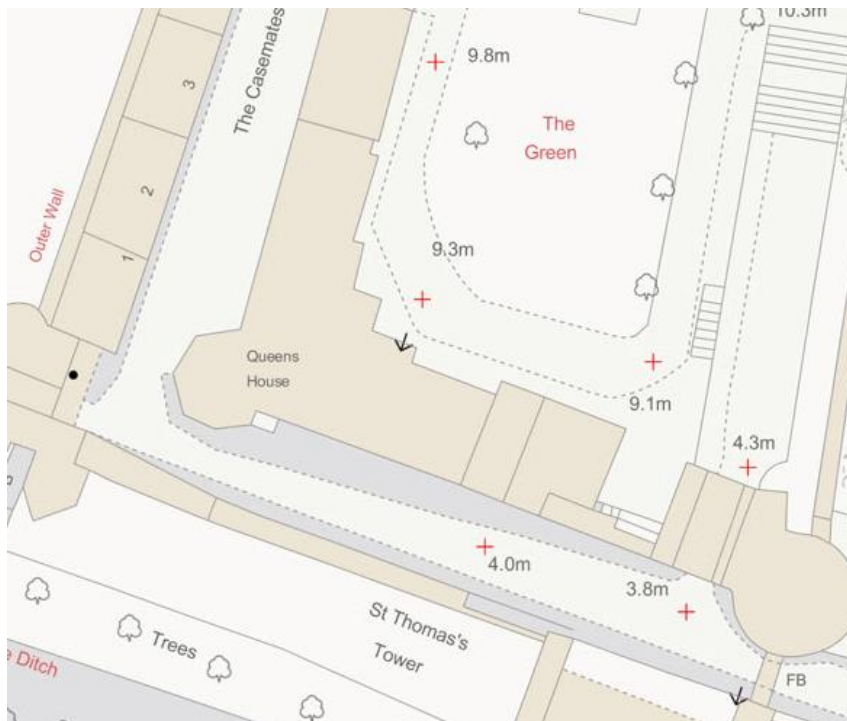 10.3m
9.8m
The Casemates
3
The
Green
2
Outer Wall
9.3m
1
Queens
House
9.1m
4.3m
4.0m
3.8m
St Thomas's
Tower
Trees
e Ditch
FB